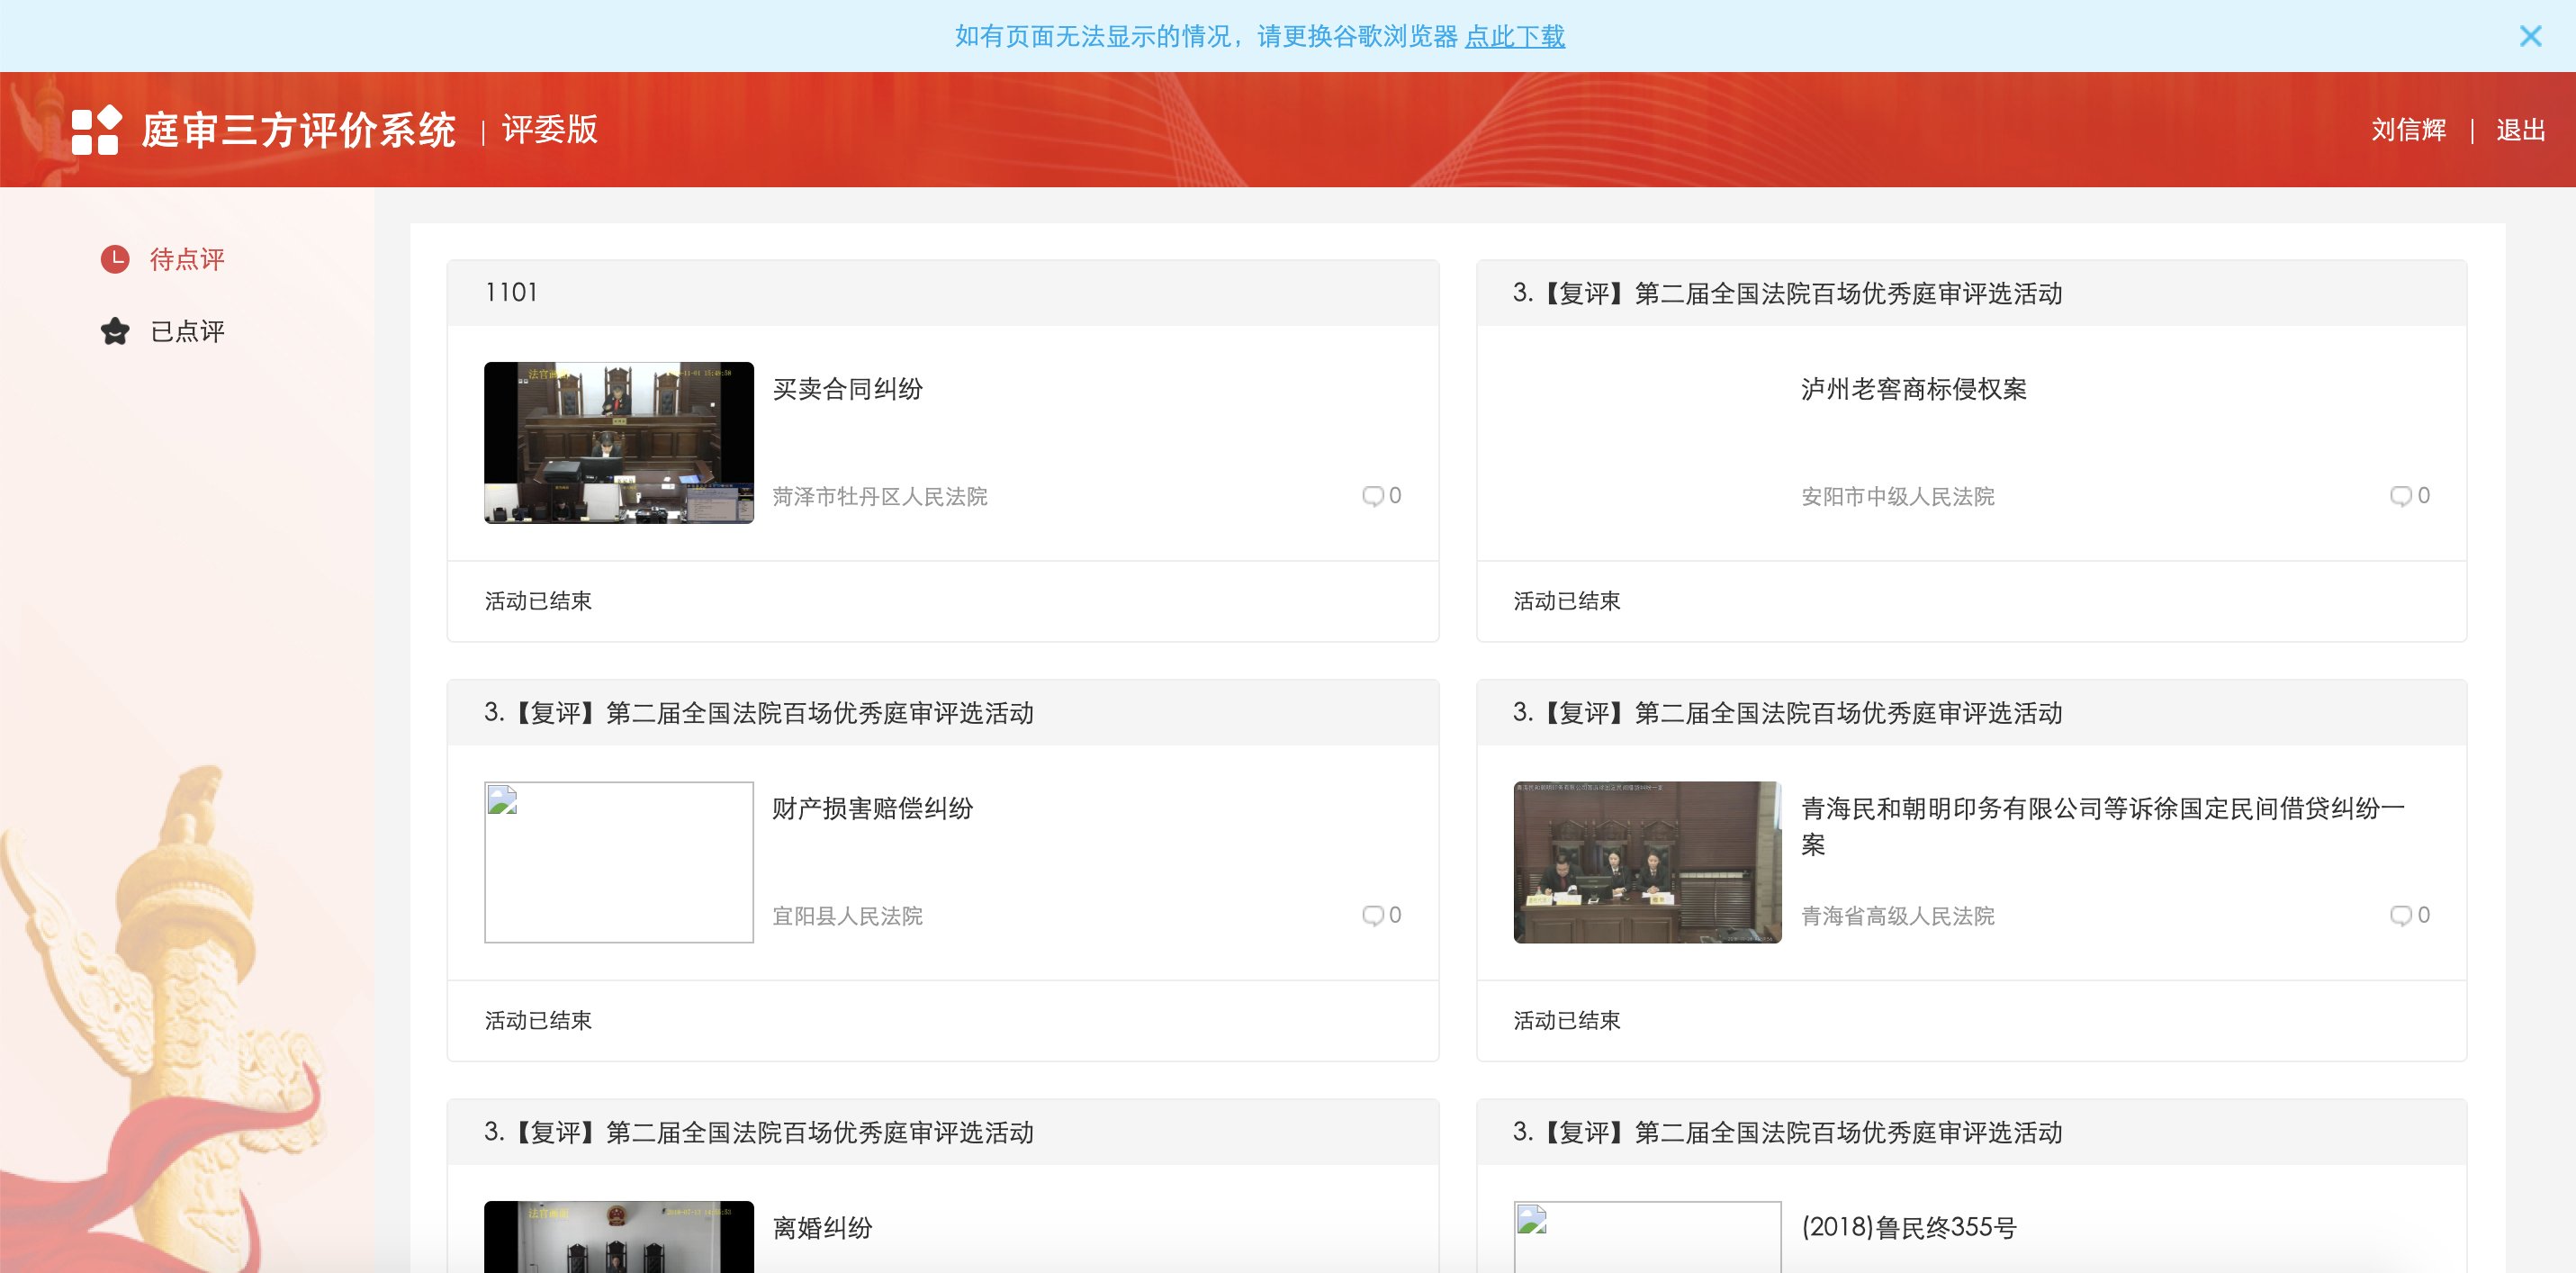 如有页面无法显示的情况，请更换谷歌浏览器 点此下载
庭审三方评价系统 | 评委版
刘信辉 | 退出
待点评
已点评
1101
法官画面
买卖合同纠纷
菏泽市牡丹区人民法院
0
活动已结束
3.【复评】第二届全国法院百场优秀庭审评选活动
泸州老窖商标侵权案
安阳市中级人民法院
0
活动已结束
3.【复评】第二届全国法院百场优秀庭审评选活动
财产损害赔偿纠纷
宜阳县人民法院
0
活动已结束
3.【复评】第二届全国法院百场优秀庭审评选活动
青海民和朝明印务有限公司等诉徐国定民间借贷纠纷一
案
青海省高级人民法院
0
活动已结束
3.【复评】第二届全国法院百场优秀庭审评选活动
法官画面
离婚纠纷
3.【复评】第二届全国法院百场优秀庭审评选活动
(2018)鲁民终355号